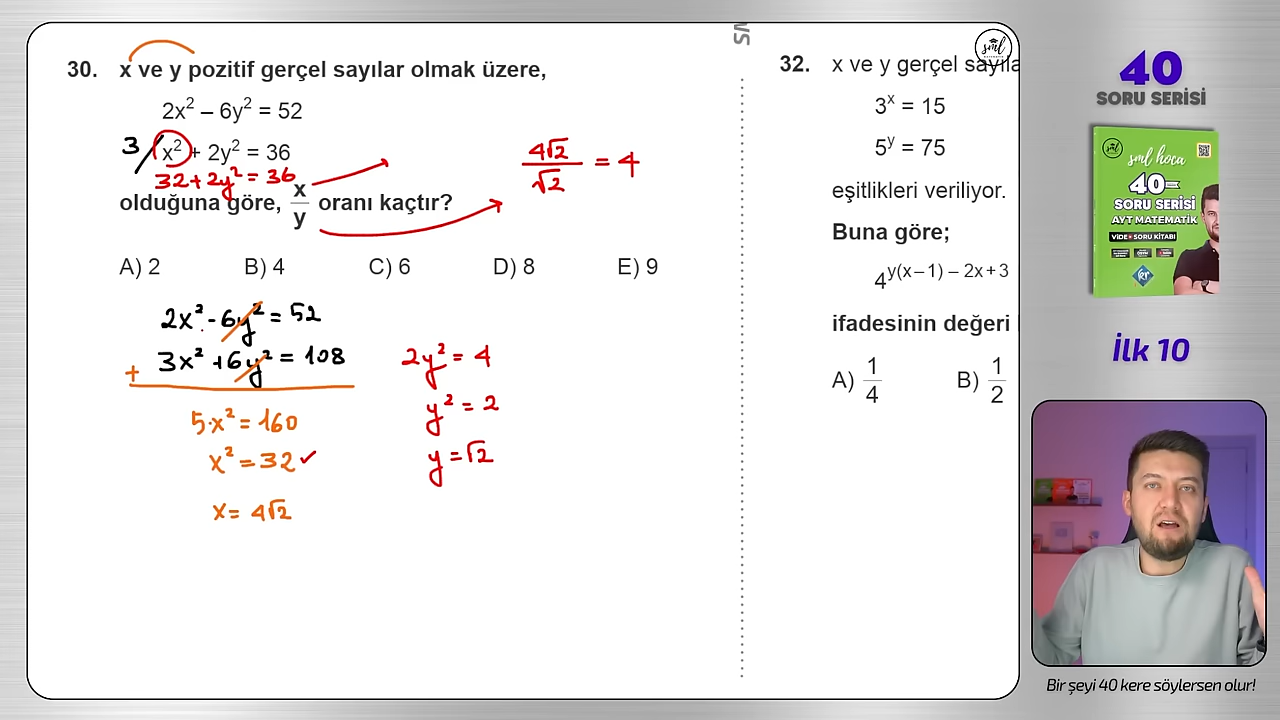 30. x ve y pozitif gerçel sayılar olmak üzere,
2x² – 6y² = 52
3/ x² + 2y² = 36
32 + 2y² = 36
olduğuna göre, x/y oranı kaçtır?
4√2/√2 = 4
A) 2 B) 4 C) 6 D) 8 E) 9
2x² - 6y² = 52
+ 3x² + 6y² = 108
5·x² = 160
x² = 32 ✓
x = 4√2
2y² = 4
y² = 2
y = √2
sml
32. x ve y gerçel sayıla
3ˣ = 15
5ʸ = 75
eşitlikleri veriliyor.
Buna göre;
4^(y(x – 1) – 2x + 3)
ifadesinin değeri
A) 1/4 B) 1/2
40
SORU SERİSİ
sml hoca
40
SORU SERİSİ
AYT MATEMATİK
VİDEO SORU KİTABI
İlk 10
Bir şeyi 40 kere söylersen olur!